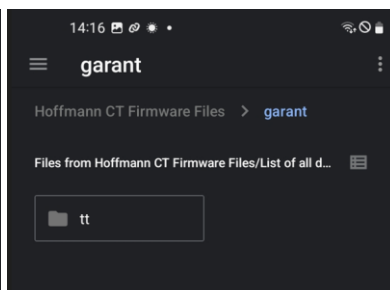 14:16
garant
Hoffmann CT Firmware Files > garant
Files from Hoffmann CT Firmware Files/List of all d...
tt